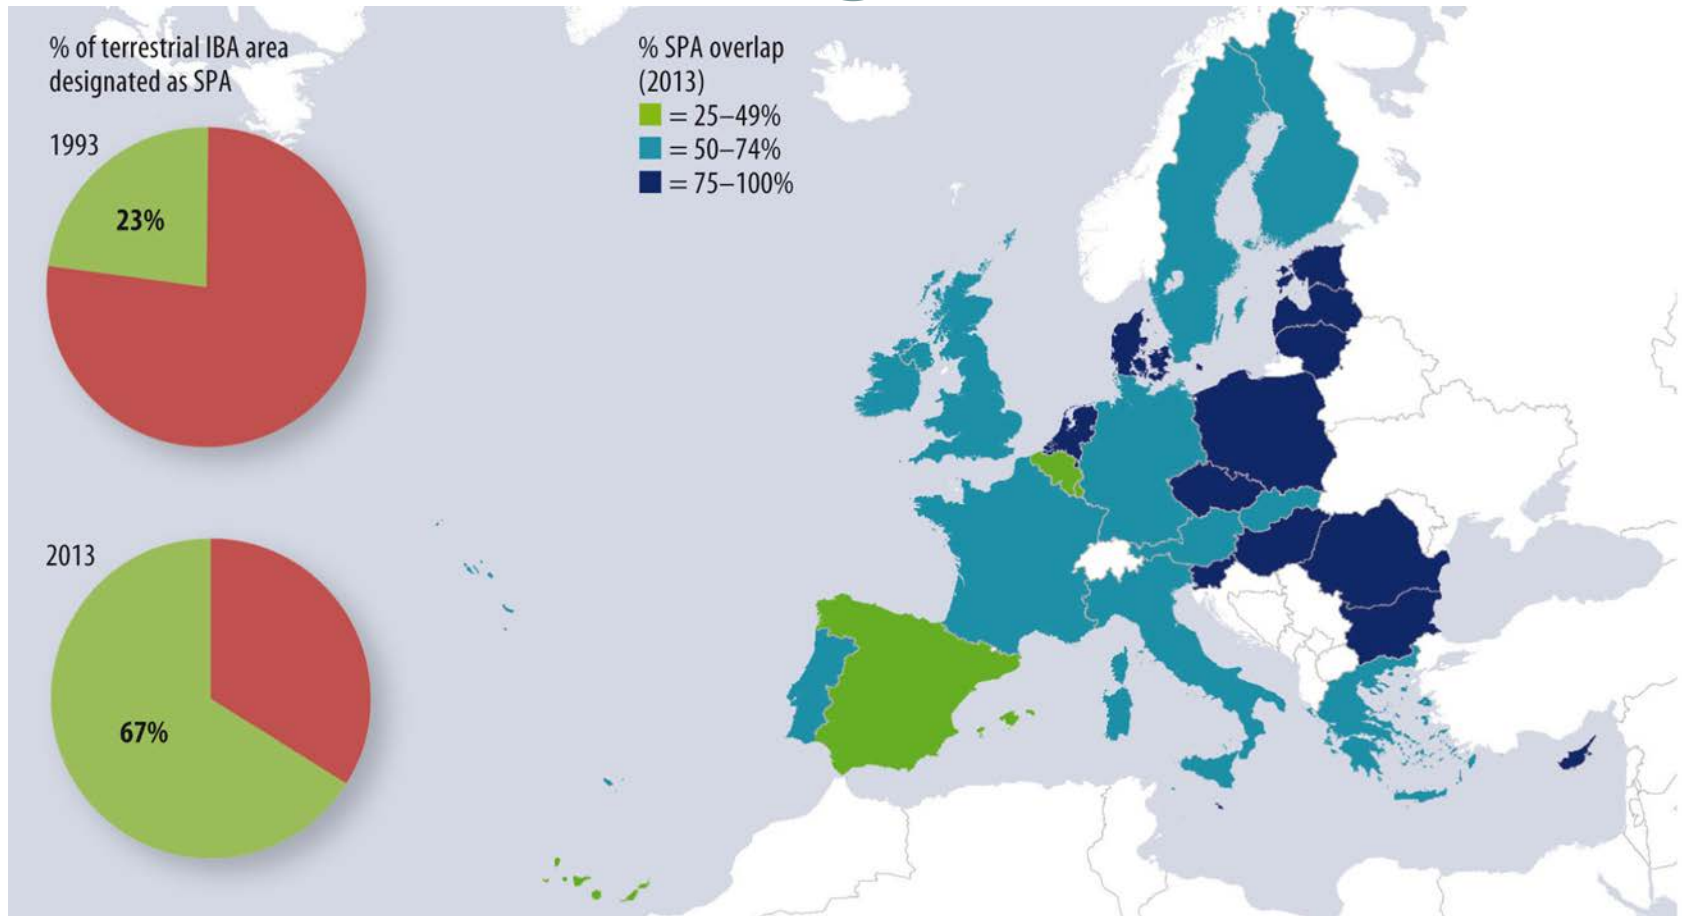 % of terrestrial IBA area
designated as SPA
1993
23%
2013
67%
% SPA overlap
(2013)
= 25–49%
= 50–74%
= 75–100%